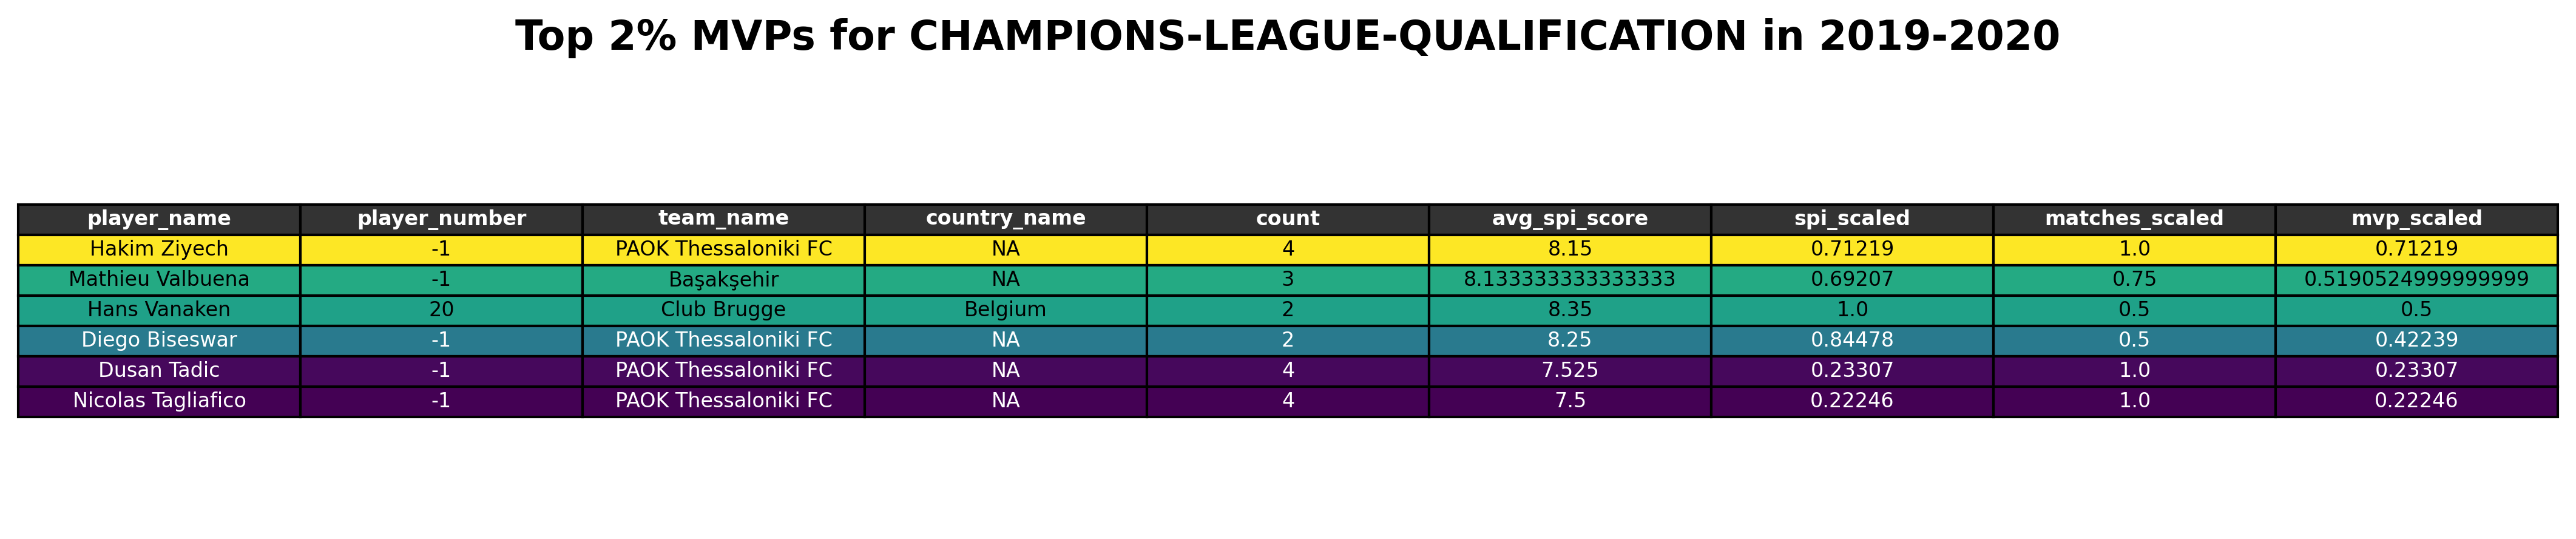 Top 2% MVPs for CHAMPIONS-LEAGUE-QUALIFICATION in 2019-2020
player_name player_number team_name country_name count avg_spi_score spi_scaled matches_scaled mvp_scaled
Hakim Ziyech -1 PAOK Thessaloniki FC NA 4 8.15 0.71219 1.0 0.71219
Mathieu Valbuena -1 Başakşehir NA 3 8.133333333333333 0.69207 0.75 0.5190524999999999
Hans Vanaken 20 Club Brugge Belgium 2 8.35 1.0 0.5 0.5
Diego Biseswar -1 PAOK Thessaloniki FC NA 2 8.25 0.84478 0.5 0.42239
Dusan Tadic -1 PAOK Thessaloniki FC NA 4 7.525 0.23307 1.0 0.23307
Nicolas Tagliafico -1 PAOK Thessaloniki FC NA 4 7.5 0.22246 1.0 0.22246